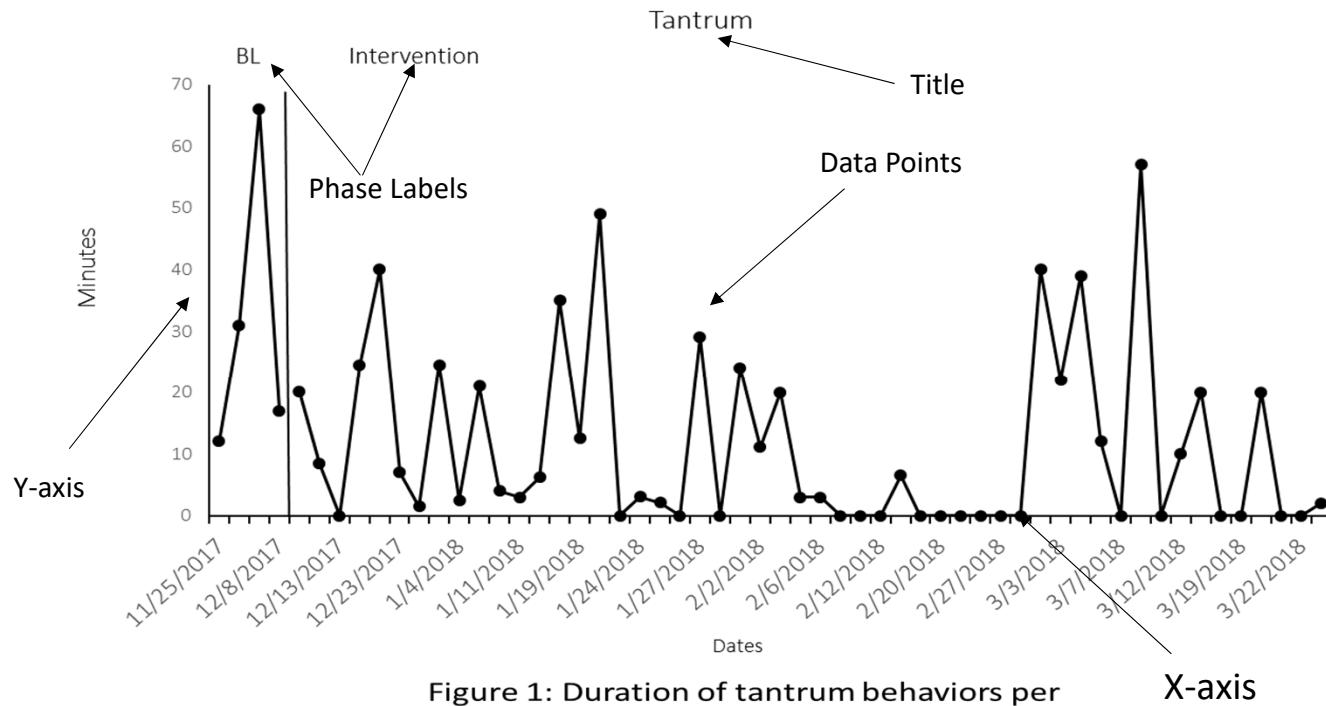 Tantrum
BL
Intervention
Title
Data Points
Phase Labels
Minutes
Y-axis
70
60
50
40
30
20
10
0
11/25/2017
12/8/2017
12/13/2017
12/23/2017
1/4/2018
1/11/2018
1/19/2018
1/24/2018
1/27/2018
2/2/2018
2/6/2018
2/12/2018
2/20/2018
2/27/2018
3/3/2018
3/7/2018
3/12/2018
3/19/2018
3/22/2018
Dates
X-axis
Figure 1: Duration of tantrum behaviors per